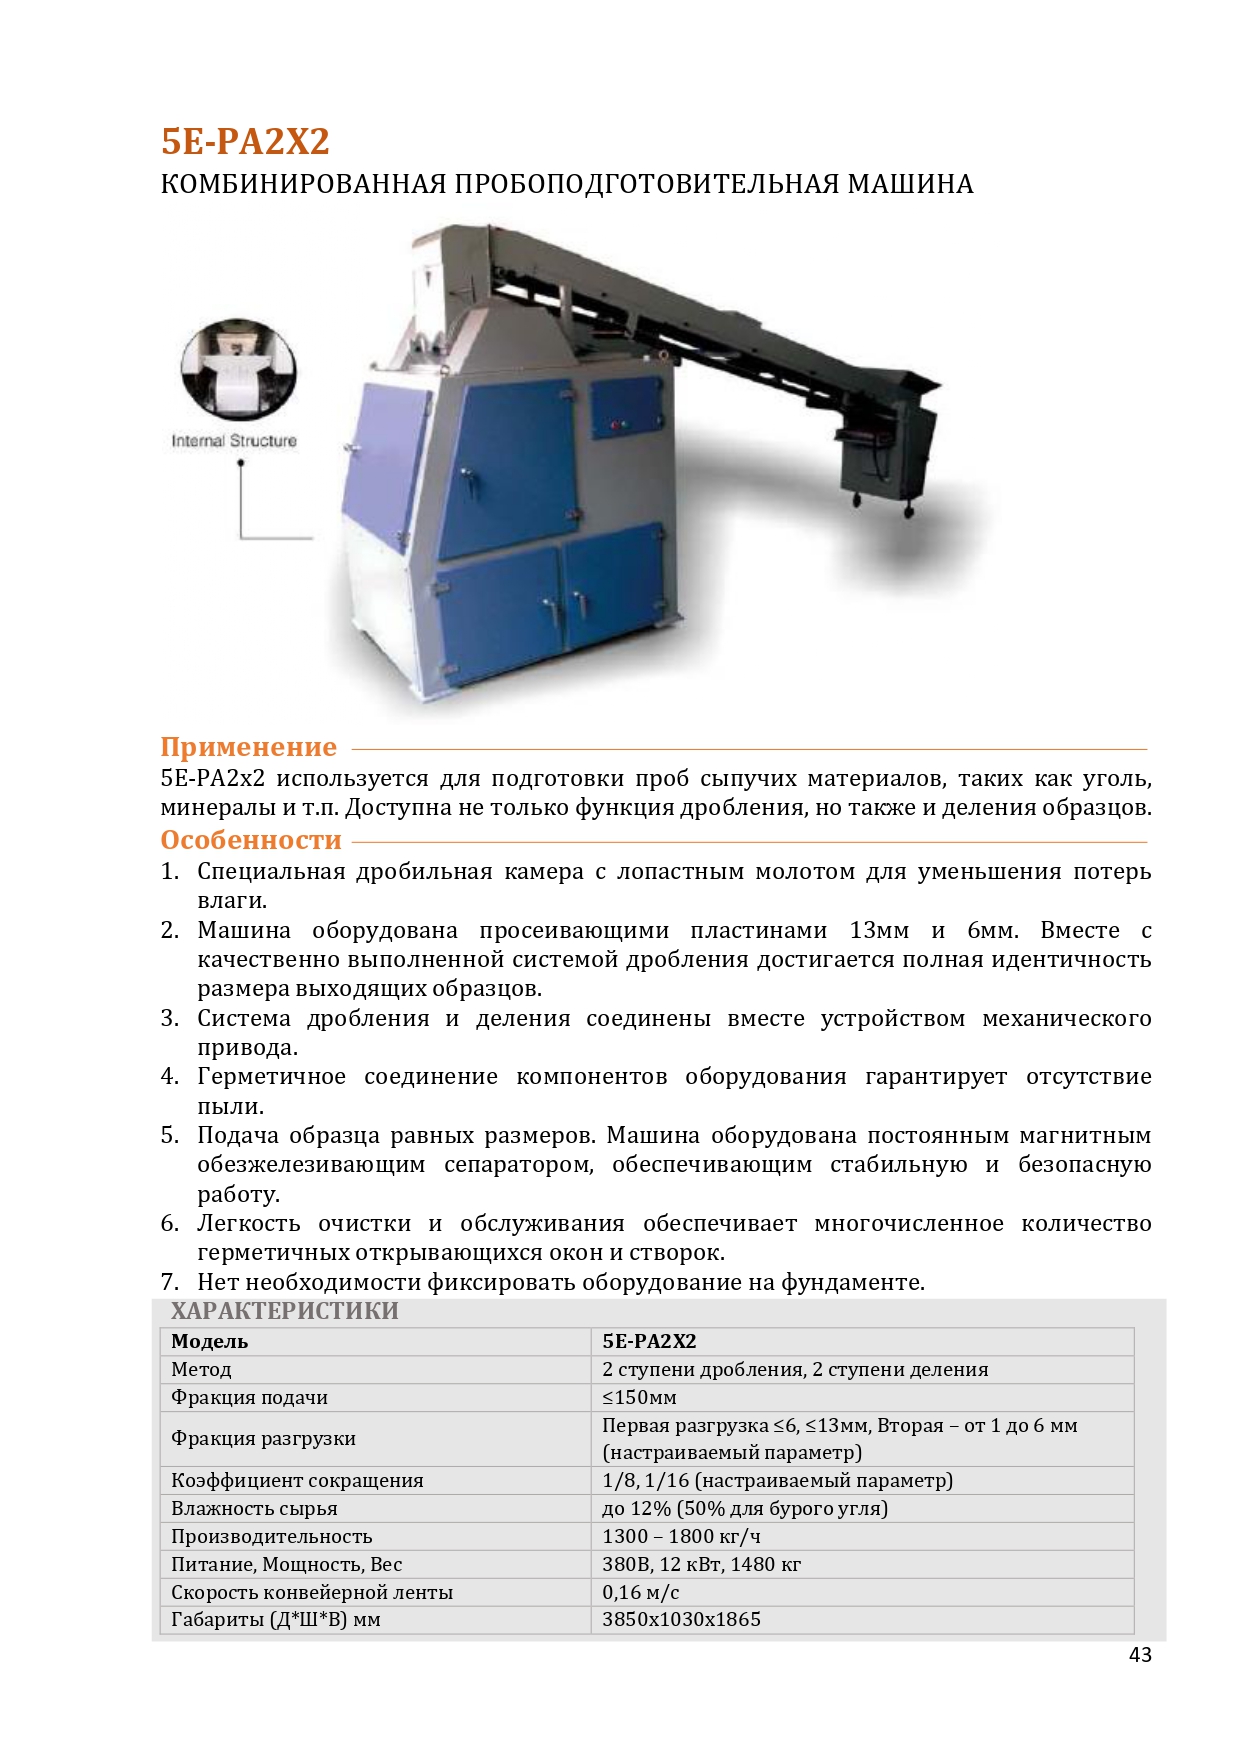 5E-PA2X2
КОМБИНИРОВАННАЯ ПРОБОПОДГОТОВИТЕЛЬНАЯ МАШИНА
Internal Structure
Применение
5E-PA2x2 используется для подготовки проб сыпучих материалов, таких как уголь,
минералы и т.п. Доступна не только функция дробления, но также и деления образцов.
Особенности
1. Специальная дробильная камера с лопастным молотом для уменьшения потерь
влаги.
2. Машина оборудована просеивающими пластинами 13мм и 6мм. Вместе с
качественно выполненной системой дробления достигается полная идентичность
размера выходящих образцов.
3. Система дробления и деления соединены вместе устройством механического
привода.
4. Герметичное соединение компонентов оборудования гарантирует отсутствие
пыли.
5. Подача образца равных размеров. Машина оборудована постоянным магнитным
обезжелезивающим сепаратором, обеспечивающим стабильную и безопасную
работу.
6. Легкость очистки и обслуживания обеспечивает многочисленное количество
герметичных открывающихся окон и створок.
7. Нет необходимости фиксировать оборудование на фундаменте.
ХАРАКТЕРИСТИКИ
Модель 5E-PA2X2
Метод 2 ступени дробления, 2 ступени деления
Фракция подачи ≤150мм
Фракция разгрузки Первая разгрузка ≤6, ≤13мм, Вторая – от 1 до 6 мм
(настраиваемый параметр)
Коэффициент сокращения 1/8, 1/16 (настраиваемый параметр)
Влажность сырья до 12% (50% для бурого угля)
Производительность 1300 – 1800 кг/ч
Питание, Мощность, Вес 380В, 12 кВт, 1480 кг
Скорость конвейерной ленты 0,16 м/с
Габариты (Д*Ш*В) мм 3850x1030x1865
43